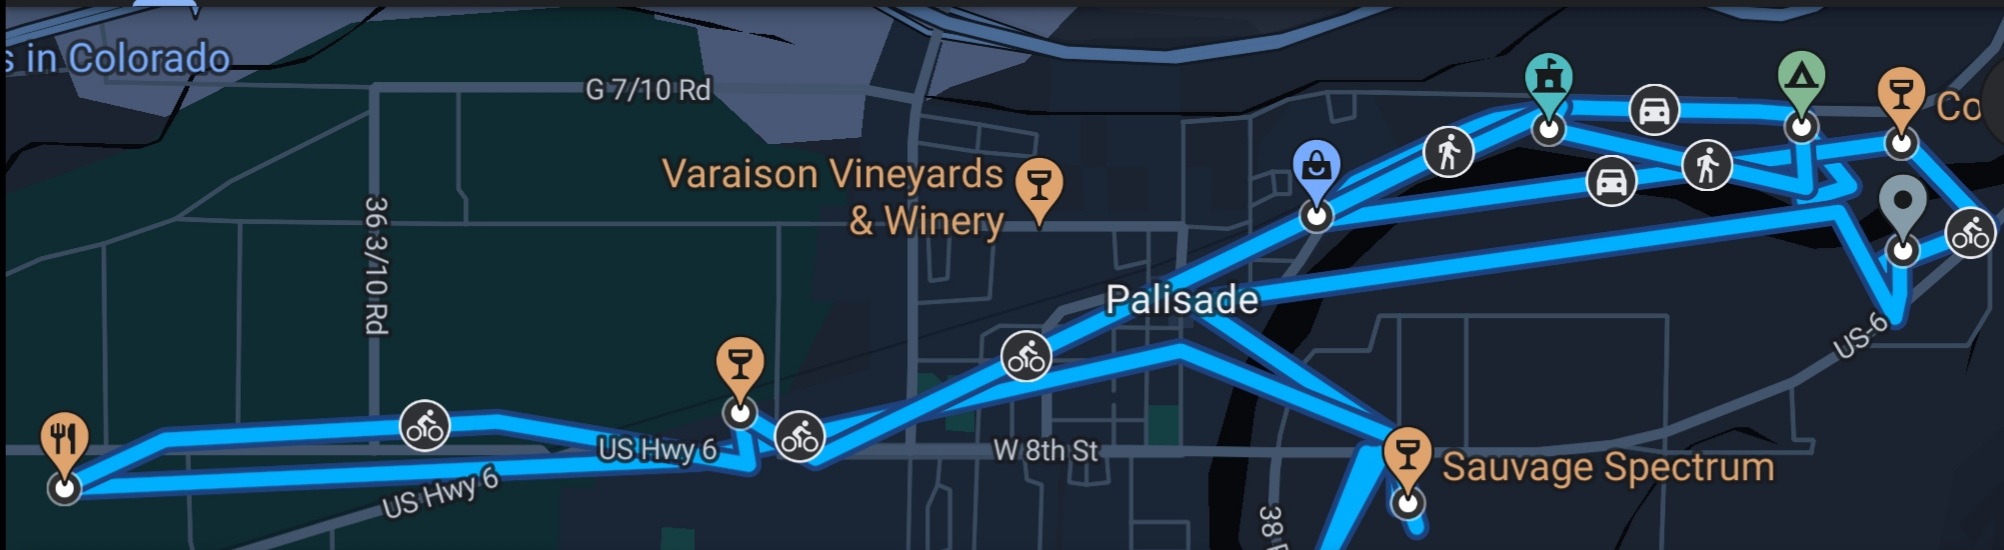 s in Colorado
G 7/10 Rd
Co
Varaison Vineyards
& Winery
36 3/10 Rd
Palisade
US-6
US Hwy 6
W 8th St
US Hwy 6
Sauvage Spectrum
38